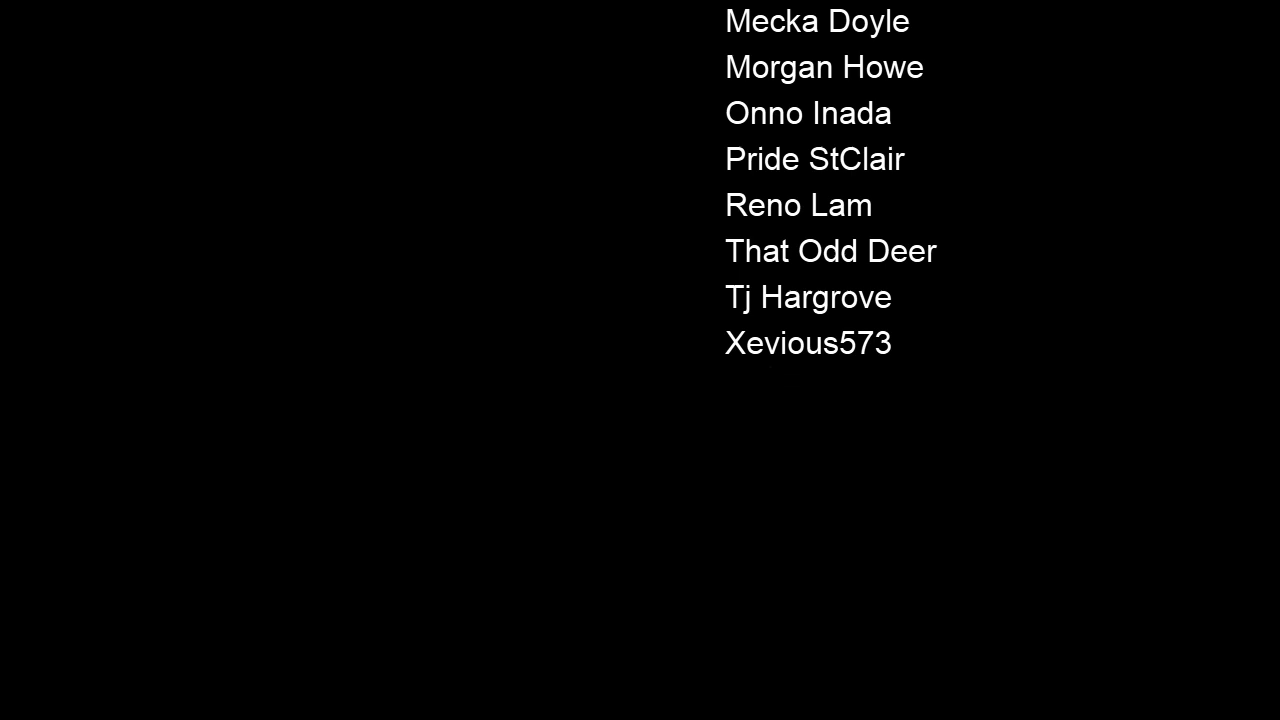 Mecka Doyle
Morgan Howe
Onno Inada
Pride StClair
Reno Lam
That Odd Deer
Tj Hargrove
Xevious573